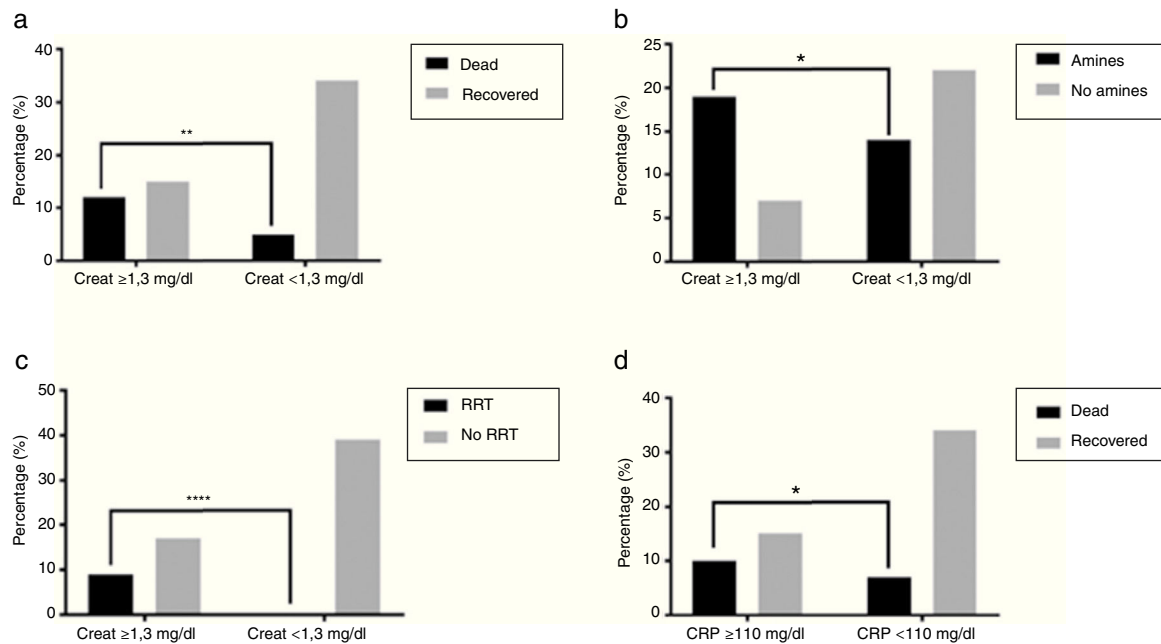 a
40
30
20
10
0
Percentage (%)
**
Dead
Recovered
Creat ≥1,3 mg/dl
Creat <1,3 mg/dl
b
25
20
15
10
5
0
Percentage (%)
*
Amines
No amines
Creat ≥1,3 mg/dl
Creat <1,3 mg/dl
c
50
40
30
20
10
0
Percentage (%)
****
RRT
No RRT
Creat ≥1,3 mg/dl
Creat <1,3 mg/dl
d
40
30
20
10
0
Percentage (%)
*
Dead
Recovered
CRP ≥110 mg/dl
CRP <110 mg/dl